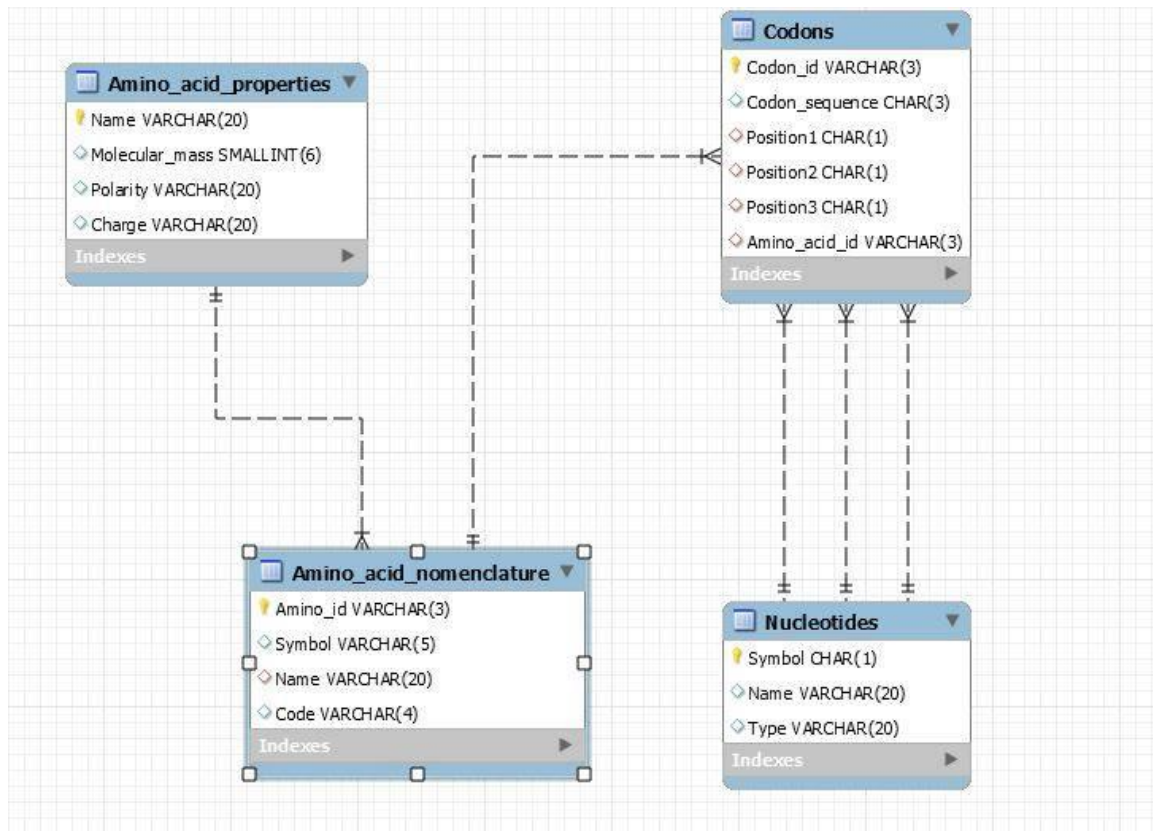 Amino_acid_properties
Name VARCHAR(20)
Molecular_mass SMALLINT(6)
Polarity VARCHAR(20)
Charge VARCHAR(20)
Indexes
Codons
Codon_id VARCHAR(3)
Codon_sequence CHAR(3)
Position1 CHAR(1)
Position2 CHAR(1)
Position3 CHAR(1)
Amino_acid_id VARCHAR(3)
Indexes
Amino_acid_nomenclature
Amino_id VARCHAR(3)
Symbol VARCHAR(5)
Name VARCHAR(20)
Code VARCHAR(4)
Indexes
Nucleotides
Symbol CHAR(1)
Name VARCHAR(20)
Type VARCHAR(20)
Indexes